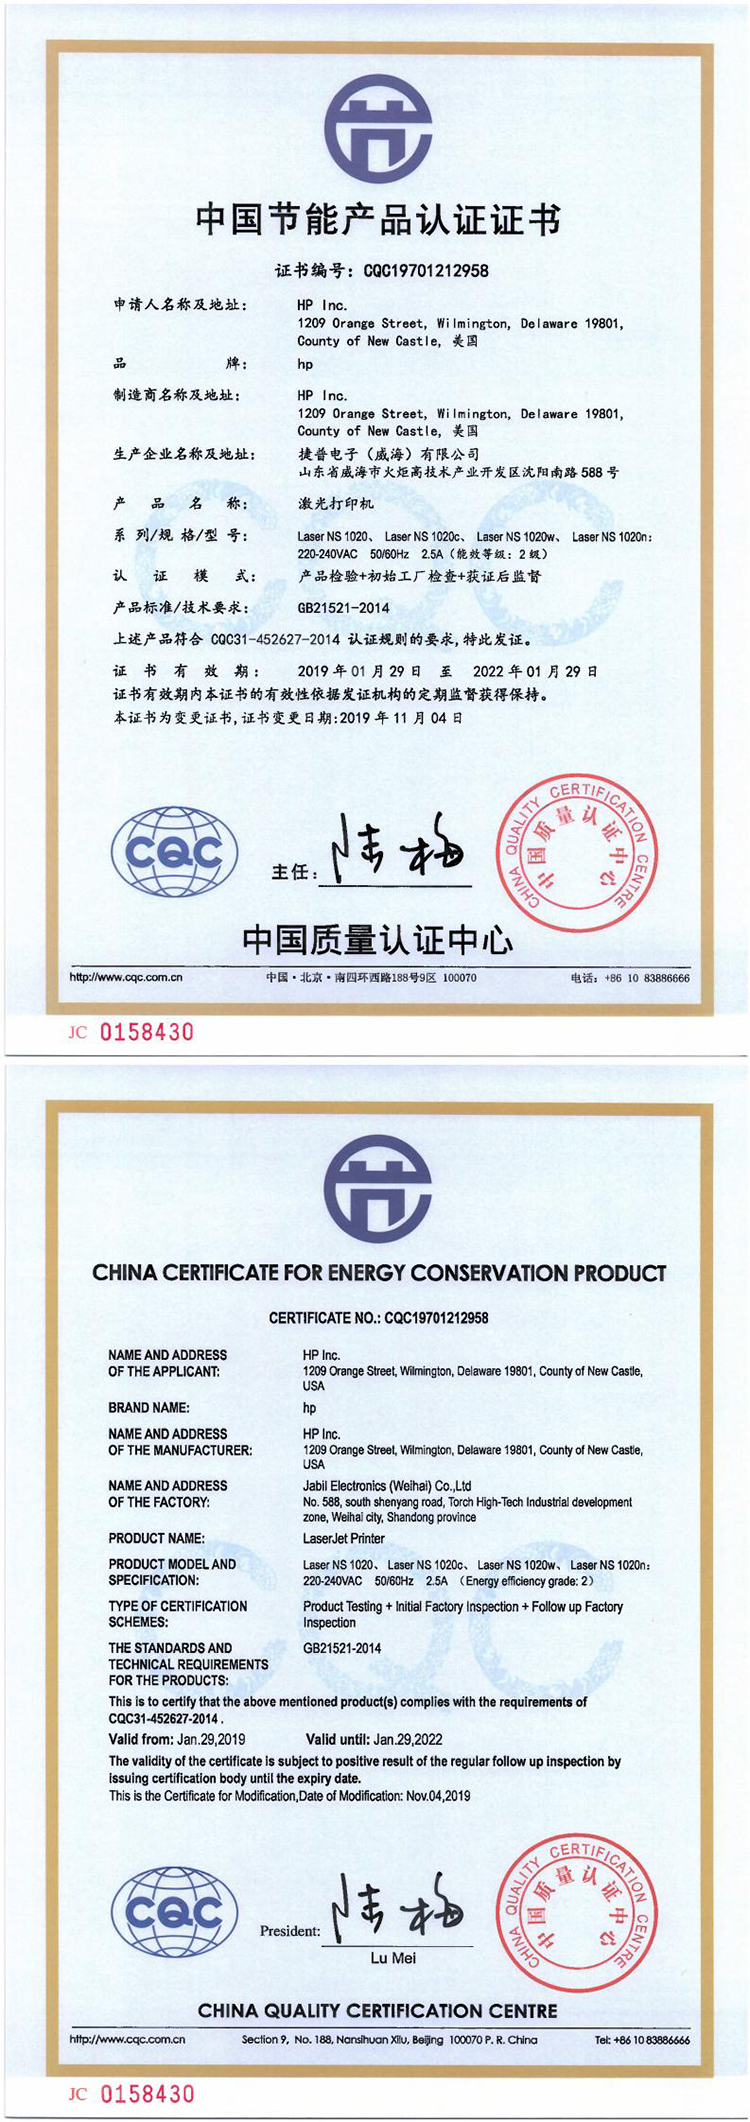 中国节能产品认证证书
证书编号: CQC19701212958
申请人名称及地址: HP Inc.
1209 Orange Street, Wilmington, Delaware 19801,
County of New Castle, 美国
品 牌: hp
制造商名称及地址: HP Inc.
1209 Orange Street, Wilmington, Delaware 19801,
County of New Castle, 美国
生产企业名称及地址: 捷普电子（威海）有限公司
山东省威海市火炬高技术产业开发区沈阳南路 588 号
产 品 名 称: 激光打印机
系 列/规 格/型 号: Laser NS 1020、 Laser NS 1020c、 Laser NS 1020w、 Laser NS 1020n:
220-240VAC 50/60Hz 2.5A（能效等级: 2 级）
认 证 模 式: 产品检验+初始工厂检查+获证后监督
产品标准/技术要求: GB21521-2014
上述产品符合 CQC31-452627-2014 认证规则的要求,特此发证。
证 书 有 效 期: 2019 年 01 月 29 日 至 2022 年 01 月 29 日
证书有效期内本证书的有效性依据发证机构的定期监督获得保持。
本证书为变更证书,证书变更日期:2019 年 11 月 04 日
CQC
主任: 陆梅
CHINA QUALITY CERTIFICATION CENTRE
中国质量认证中心
中国质量认证中心
http://www.cqc.com.cn 中国·北京·南四环西路188号9区 100070 电话: +86 10 83886666
JC 0158430
CHINA CERTIFICATE FOR ENERGY CONSERVATION PRODUCT
CERTIFICATE NO.: CQC19701212958
NAME AND ADDRESS HP Inc.
OF THE APPLICANT: 1209 Orange Street, Wilmington, Delaware 19801, County of New Castle,
USA
BRAND NAME: hp
NAME AND ADDRESS HP Inc.
OF THE MANUFACTURER: 1209 Orange Street, Wilmington, Delaware 19801, County of New Castle,
USA
NAME AND ADDRESS Jabil Electronics (Weihai) Co.,Ltd
OF THE FACTORY: No. 588, south shenyang road, Torch High-Tech Industrial development
zone, Weihai city, Shandong province
PRODUCT NAME: LaserJet Printer
PRODUCT MODEL AND Laser NS 1020、 Laser NS 1020c、 Laser NS 1020w、 Laser NS 1020n:
SPECIFICATION: 220-240VAC 50/60Hz 2.5A （Energy efficiency grade: 2）
TYPE OF CERTIFICATION Product Testing + Initial Factory Inspection + Follow up Factory
SCHEMES: Inspection
THE STANDARDS AND GB21521-2014
TECHNICAL REQUIREMENTS
FOR THE PRODUCTS:
This is to certify that the above mentioned product(s) complies with the requirements of
CQC31-452627-2014 .
Valid from: Jan.29,2019 Valid until: Jan.29,2022
The validity of the certificate is subject to positive result of the regular follow up inspection by
issuing certification body until the expiry date.
This is the Certificate for Modification,Date of Modification: Nov.04,2019
CQC
President: 陆梅
Lu Mei
CHINA QUALITY CERTIFICATION CENTRE
中国质量认证中心
CHINA QUALITY CERTIFICATION CENTRE
http://www.cqc.com.cn Section 9, No. 188, Nansihuan Xilu, Beijing 100070 P. R. China Tel: +86 10 83886666
JC 0158430